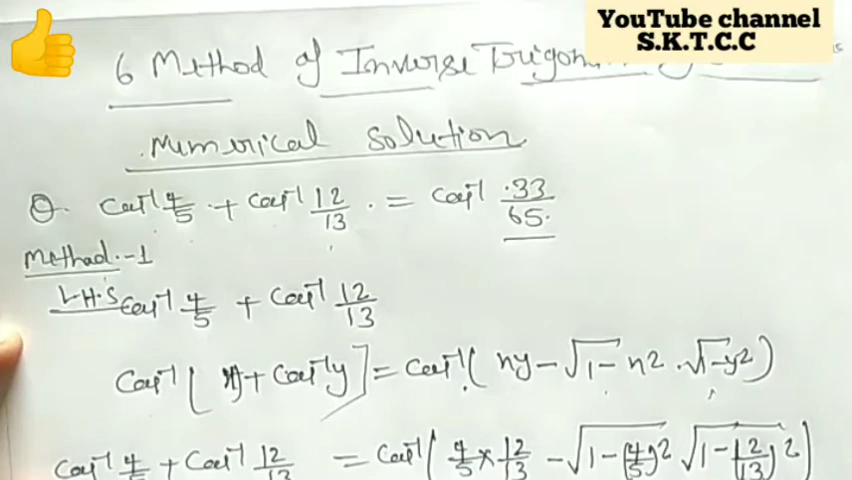 YouTube channel
S.K.T.C.C
6 Method of Inverse
Numerical solution
Q. Cos⁻¹ 4/5 + Cos⁻¹ 12/13 = Cos⁻¹ 33/65
Method-1
L.H.S Cos⁻¹ 4/5 + Cos⁻¹ 12/13
Cos⁻¹[x + Cos⁻¹y] = Cos⁻¹(xy - √1-x² · √1-y²)
Cos⁻¹ 4/5 + Cos⁻¹ 12/13 = Cos⁻¹(4/5 × 12/13 - √1-(4/5)² √1-(12/13)²)